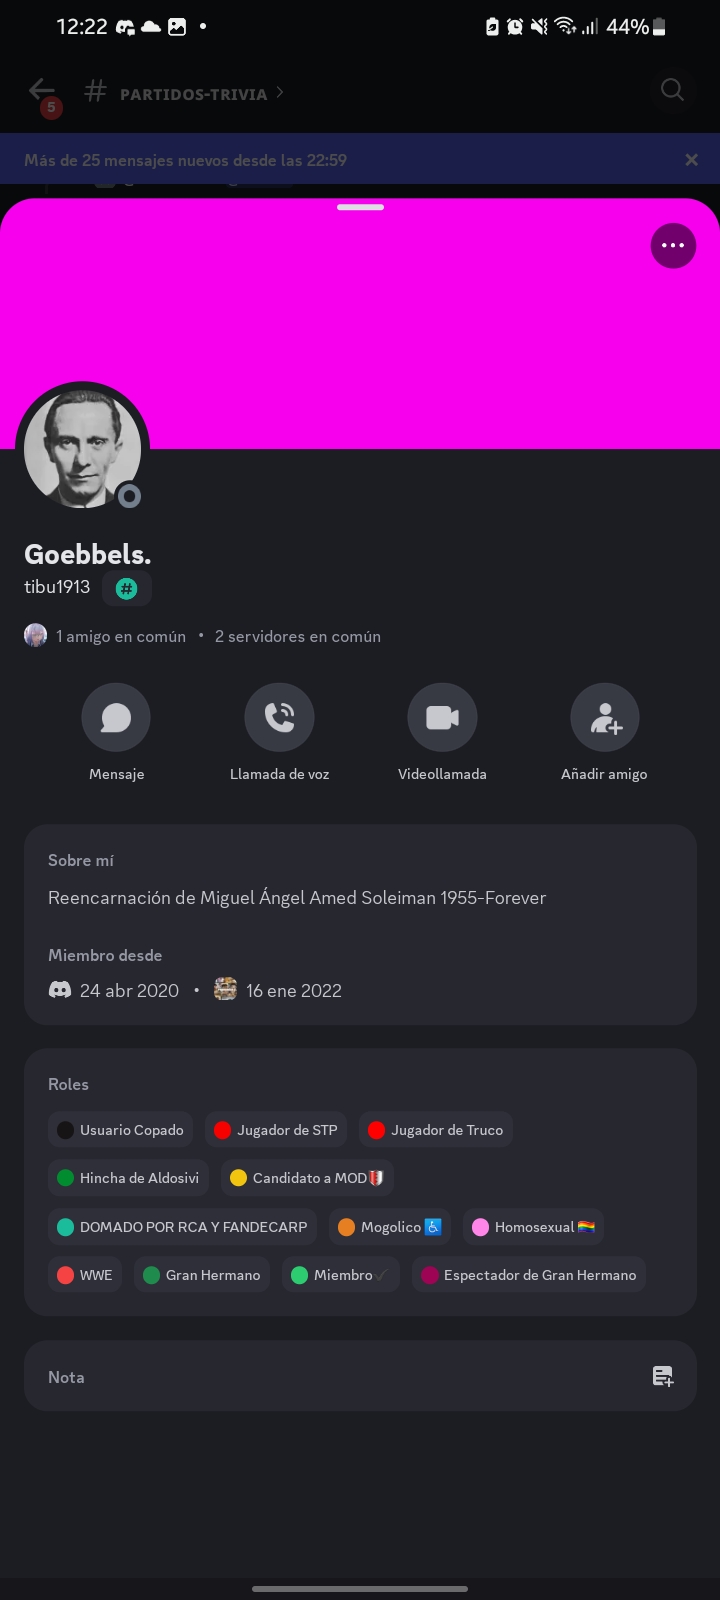 12:22
44%
5
# PARTIDOS-TRIVIA
Más de 25 mensajes nuevos desde las 22:59
Goebbels.
tibu1913
1 amigo en común • 2 servidores en común
Mensaje Llamada de voz Videollamada Añadir amigo
Sobre mí
Reencarnación de Miguel Ángel Amed Soleiman 1955-Forever
Miembro desde
24 abr 2020 • 16 ene 2022
Roles
Usuario Copado Jugador de STP Jugador de Truco
Hincha de Aldosivi Candidato a MOD
DOMADO POR RCA Y FANDECARP Mogolico ♿ Homosexual 🏳️‍🌈
WWE Gran Hermano Miembro✓ Espectador de Gran Hermano
Nota